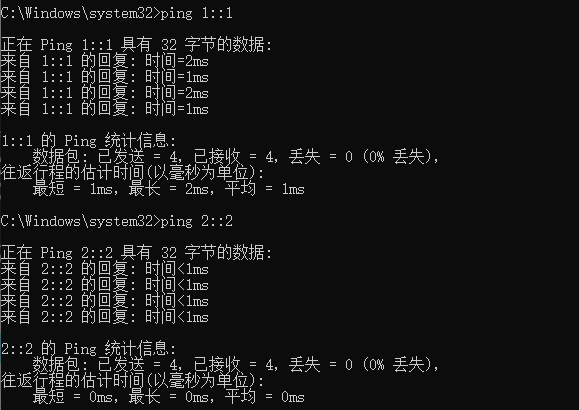 C:\Windows\system32>ping 1::1
正在 Ping 1::1 具有 32 字节的数据:
来自 1::1 的回复: 时间=2ms
来自 1::1 的回复: 时间=1ms
来自 1::1 的回复: 时间=2ms
来自 1::1 的回复: 时间=1ms
1::1 的 Ping 统计信息:
    数据包: 已发送 = 4，已接收 = 4，丢失 = 0 (0% 丢失)，
往返行程的估计时间(以毫秒为单位):
    最短 = 1ms，最长 = 2ms，平均 = 1ms
C:\Windows\system32>ping 2::2
正在 Ping 2::2 具有 32 字节的数据:
来自 2::2 的回复: 时间<1ms
来自 2::2 的回复: 时间<1ms
来自 2::2 的回复: 时间<1ms
来自 2::2 的回复: 时间<1ms
2::2 的 Ping 统计信息:
    数据包: 已发送 = 4，已接收 = 4，丢失 = 0 (0% 丢失)，
往返行程的估计时间(以毫秒为单位):
    最短 = 0ms，最长 = 0ms，平均 = 0ms